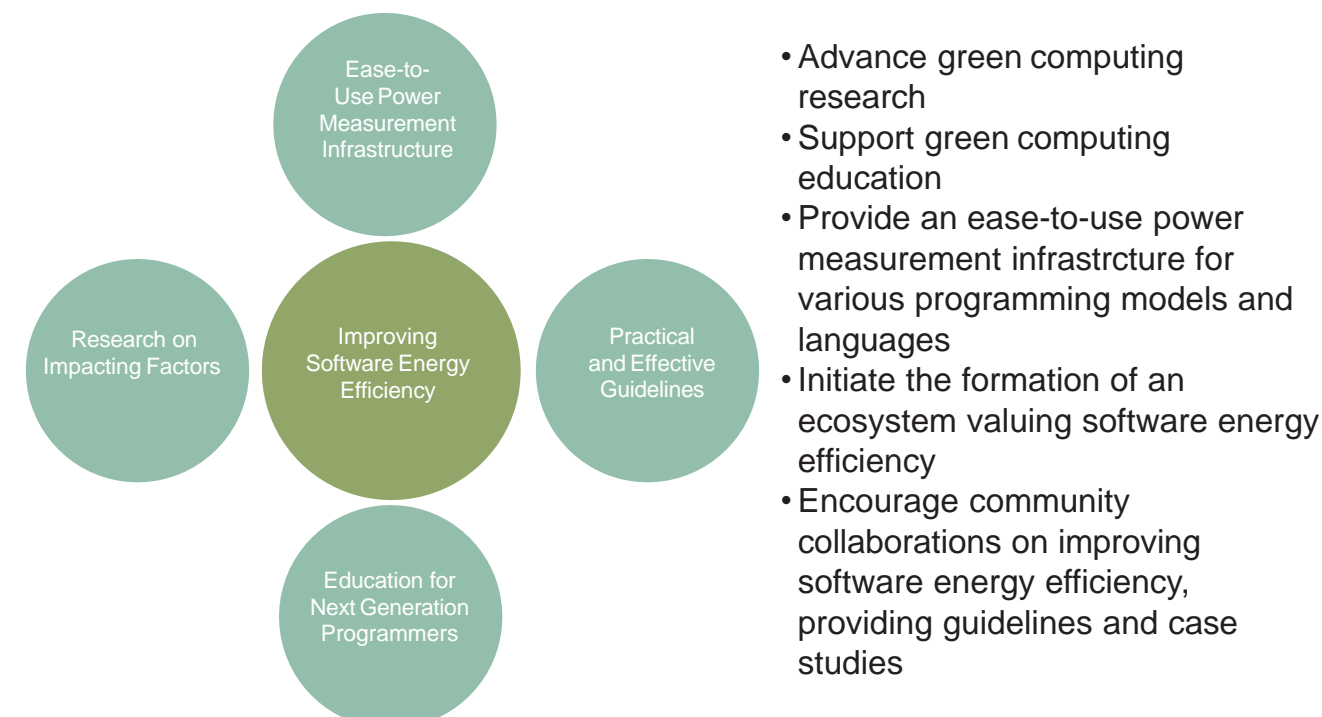 Ease-to-
Use Power
Measurement
Infrastructure
Research on
Impacting Factors
Improving
Software Energy
Efficiency
Practical
and Effective
Guidelines
Education for
Next Generation
Programmers
• Advance green computing
research
• Support green computing
education
• Provide an ease-to-use power
measurement infrastrcture for
various programming models and
languages
• Initiate the formation of an
ecosystem valuing software energy
efficiency
• Encourage community
collaborations on improving
software energy efficiency,
providing guidelines and case
studies